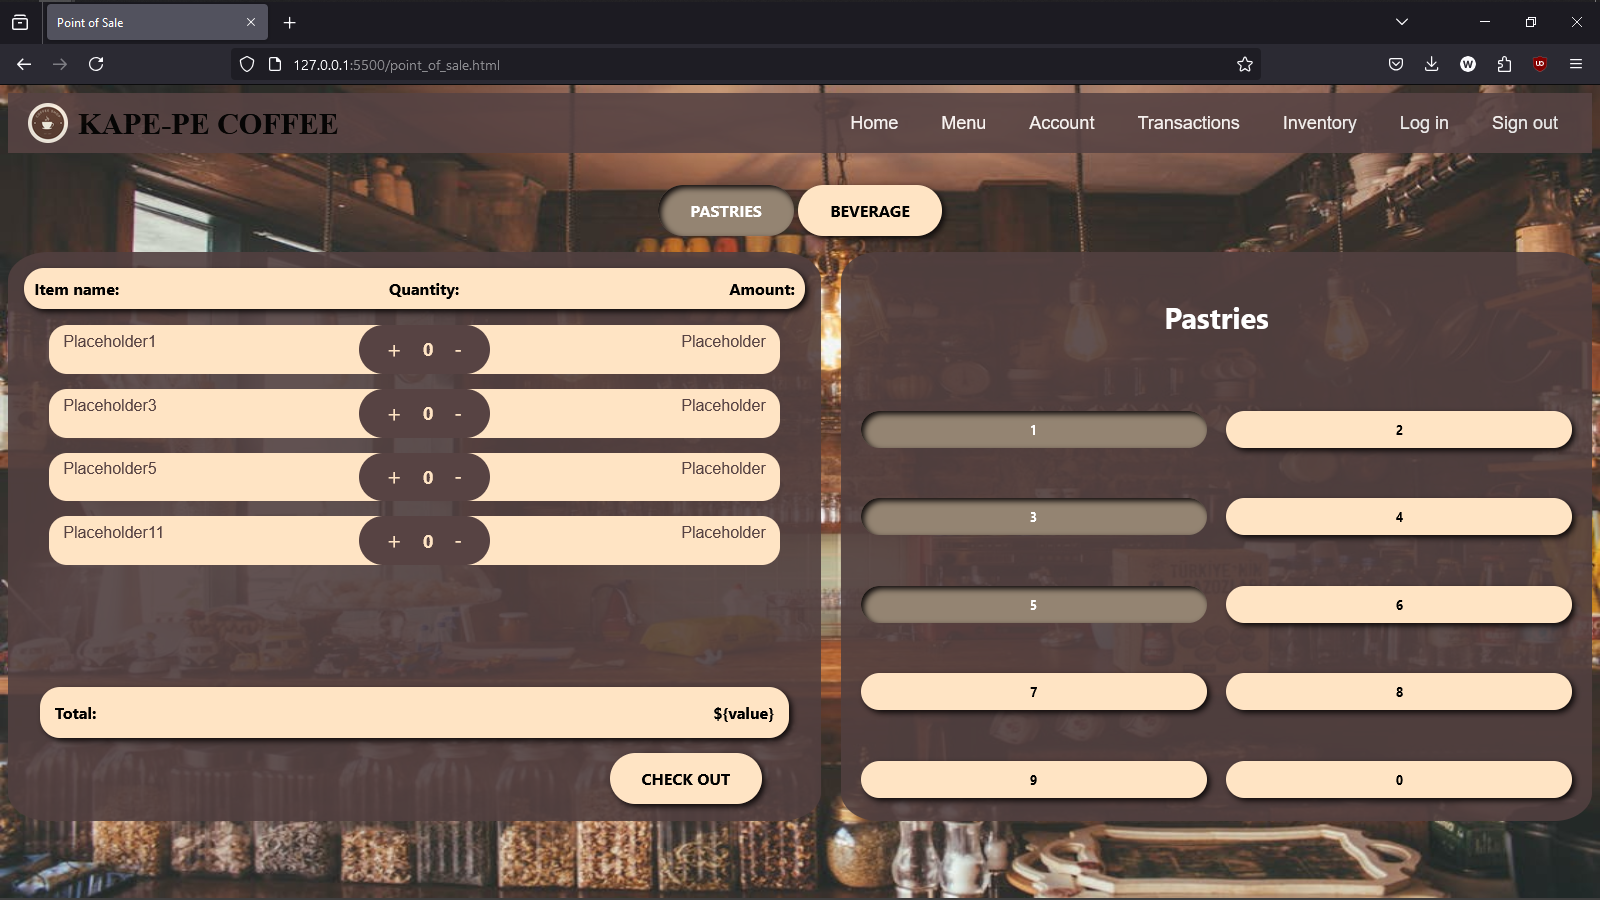 Point of Sale
127.0.0.1:5500/point_of_sale.html
KAPE-PE COFFEE
Home Menu Account Transactions Inventory Log in Sign out
PASTRIES BEVERAGE
Item name: Quantity: Amount:
Placeholder1 + 0 - Placeholder
Placeholder3 + 0 - Placeholder
Placeholder5 + 0 - Placeholder
Placeholder11 + 0 - Placeholder
Total: ${value}
CHECK OUT
Pastries
1 2
3 4
5 6
7 8
9 0